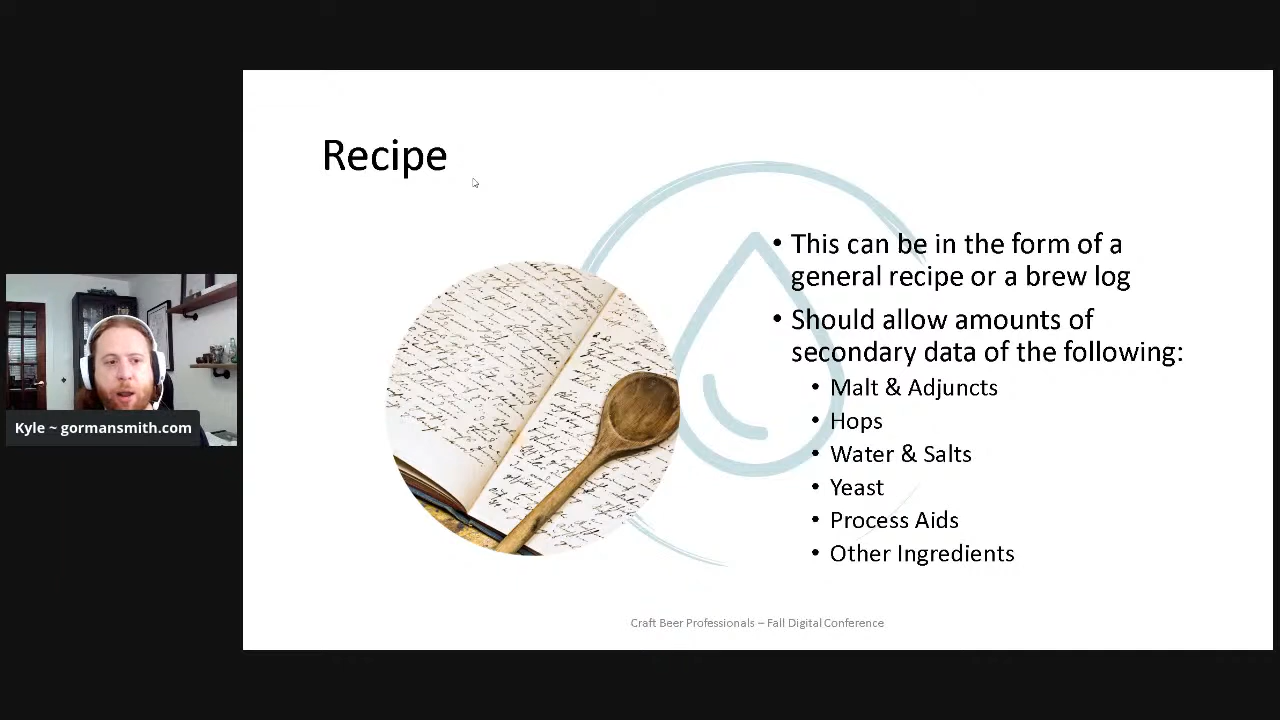 Recipe
• This can be in the form of a
general recipe or a brew log
• Should allow amounts of
secondary data of the following:
• Malt & Adjuncts
• Hops
• Water & Salts
• Yeast
• Process Aids
• Other Ingredients
Kyle ~ gormansmith.com
Craft Beer Professionals – Fall Digital Conference